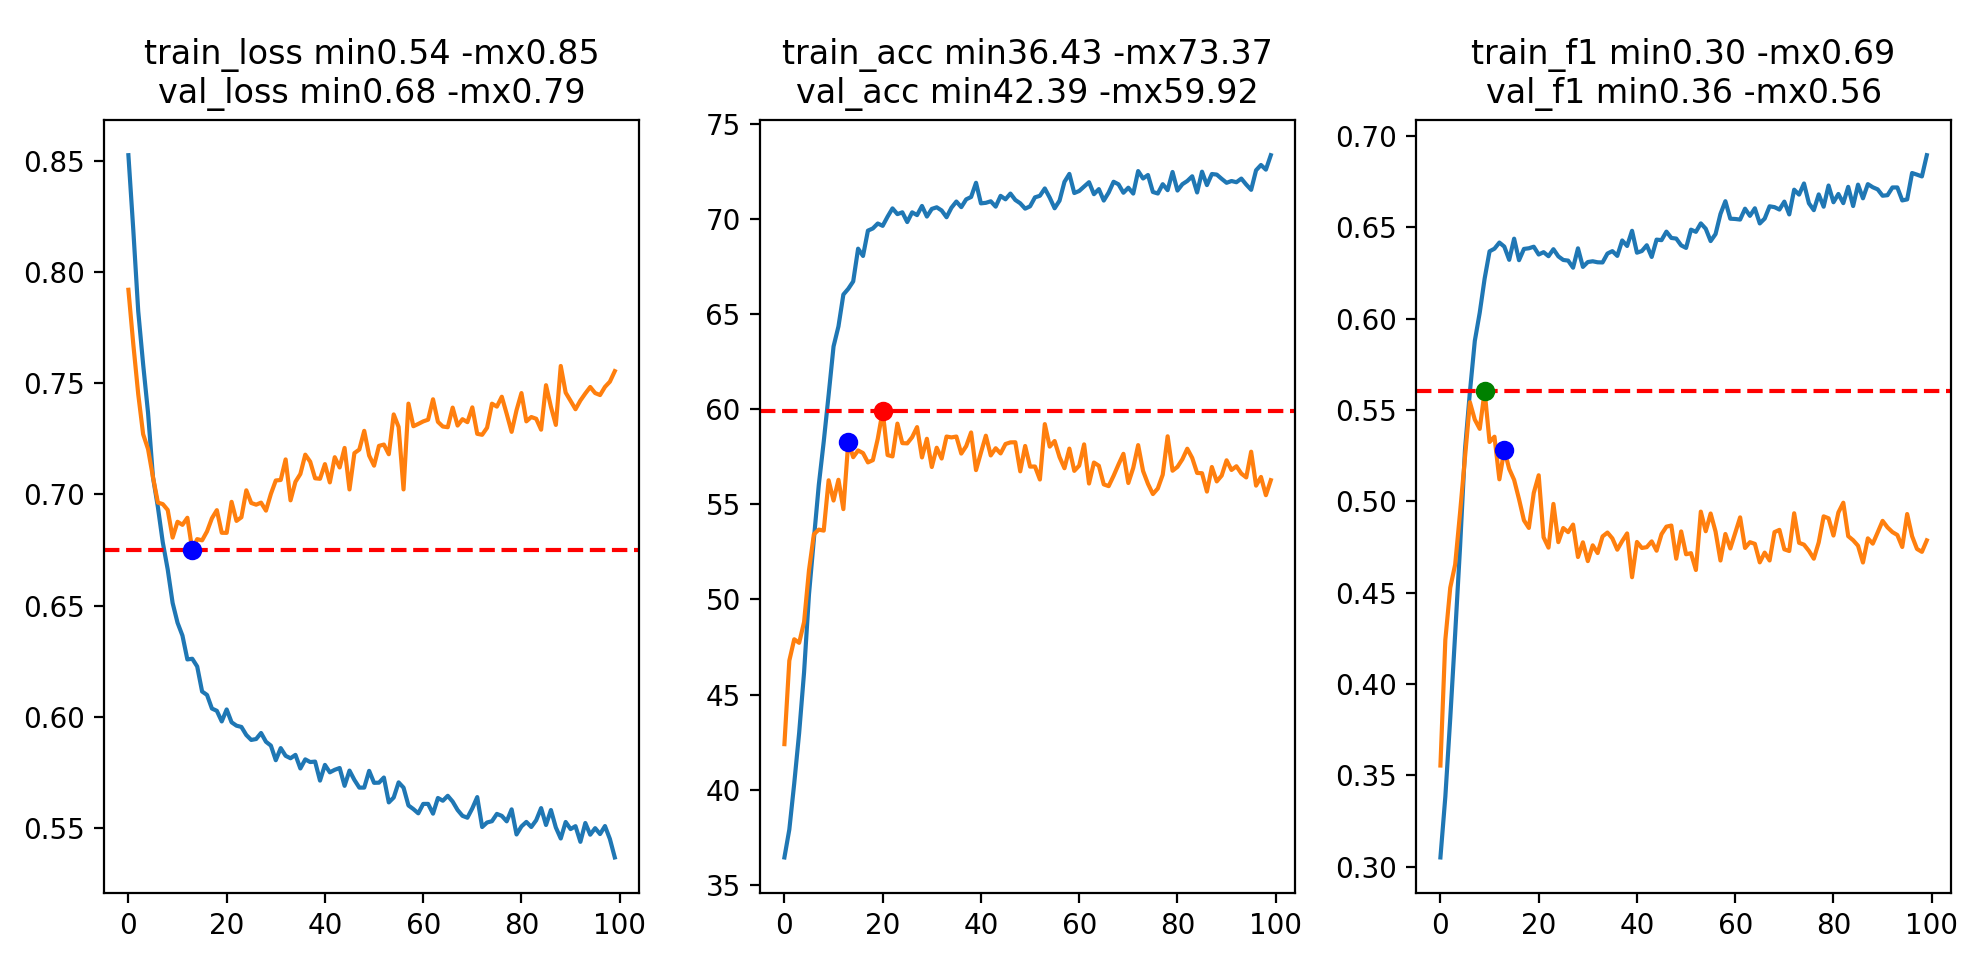 train_loss min0.54 -mx0.85
val_loss min0.68 -mx0.79
0.85
0.80
0.75
0.70
0.65
0.60
0.55
0 20 40 60 80 100
train_acc min36.43 -mx73.37
val_acc min42.39 -mx59.92
75
70
65
60
55
50
45
40
35
0 20 40 60 80 100
train_f1 min0.30 -mx0.69
val_f1 min0.36 -mx0.56
0.70
0.65
0.60
0.55
0.50
0.45
0.40
0.35
0.30
0 20 40 60 80 100